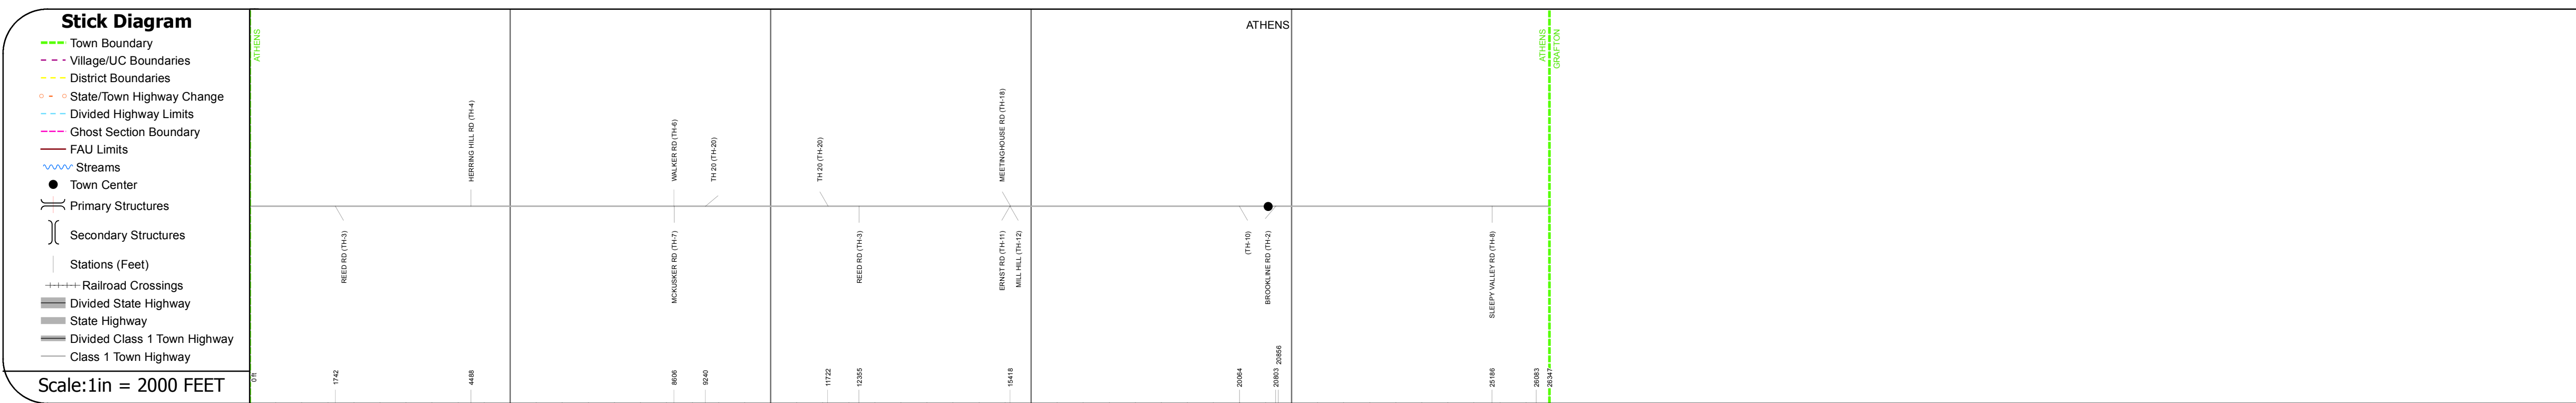 Stick Diagram
Town Boundary
Village/UC Boundaries
District Boundaries
State/Town Highway Change
Divided Highway Limits
Ghost Section Boundary
FAU Limits
Streams
Town Center
Primary Structures
Secondary Structures
Stations (Feet)
Railroad Crossings
Divided State Highway
State Highway
Divided Class 1 Town Highway
Class 1 Town Highway
Scale:1in = 2000 FEET
ATHENS
ATHENS
ATHENS
GRAFTON
HERRING HILL RD (TH-4)
WALKER RD (TH-6)
TH 20 (TH-20)
TH 20 (TH-20)
MEETINGHOUSE RD (TH-18)
REED RD (TH-3)
MCKUSKER RD (TH-7)
REED RD (TH-3)
ERNST RD (TH-11)
MILL HILL (TH-12)
(TH-10)
BROOKLINE RD (TH-2)
SLEEPY VALLEY RD (TH-8)
0 ft
1742
4488
8606
9240
11722
12355
15418
20064
20803
20856
25186
26083
26347